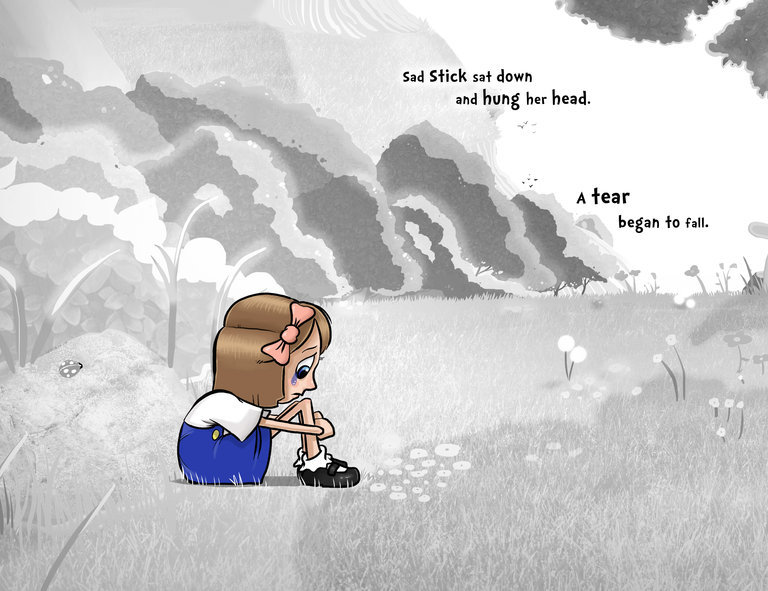 Sad Stick sat down
and hung her head.
A tear
began to fall.